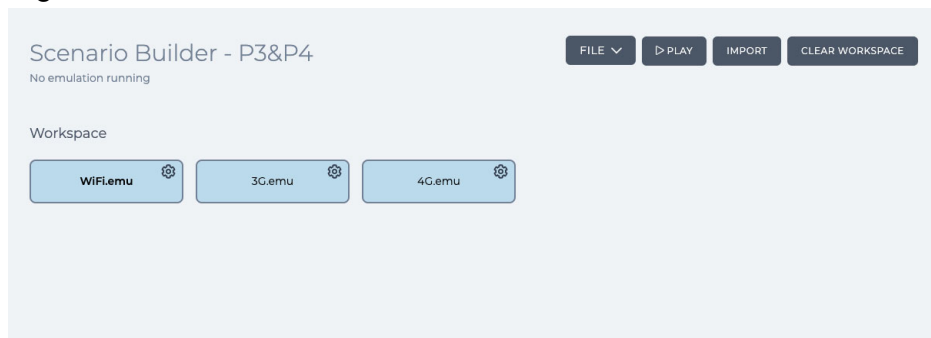 Scenario Builder - P3&P4
No emulation running
FILE PLAY IMPORT CLEAR WORKSPACE
Workspace
WiFi.emu 3G.emu 4G.emu